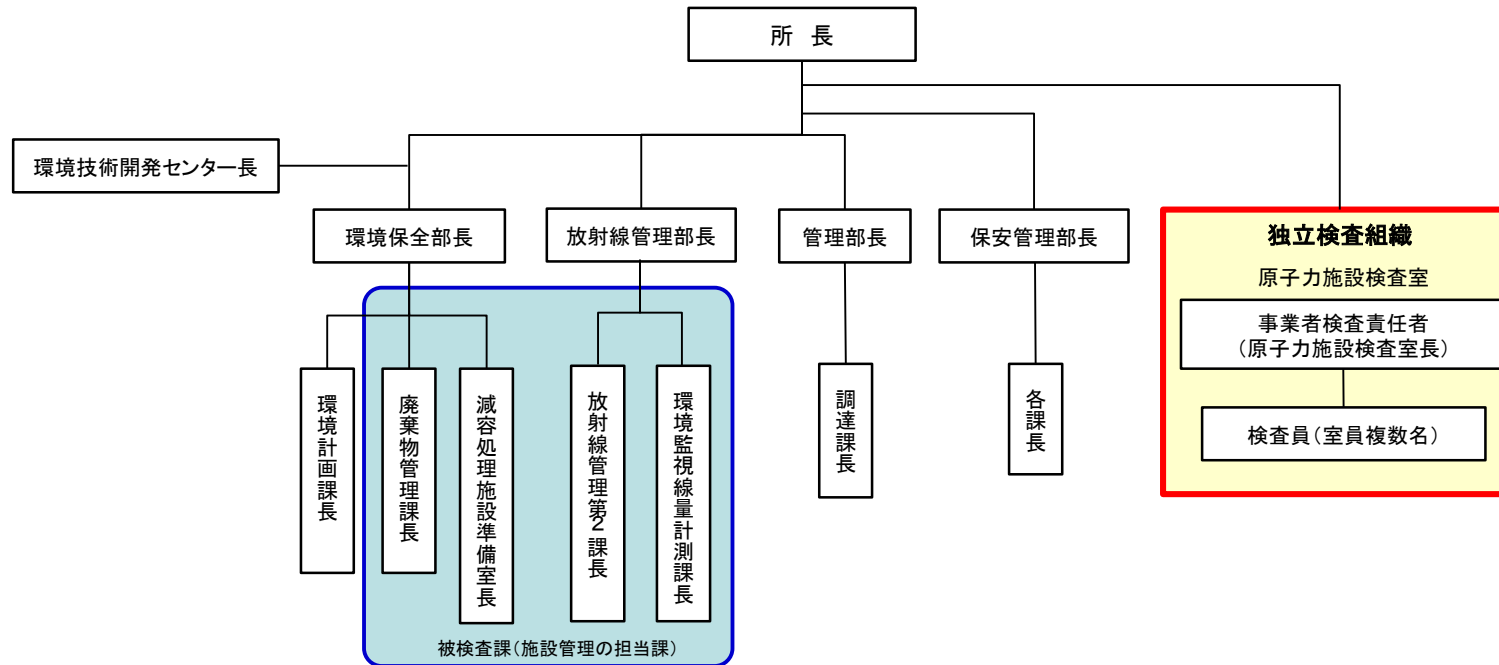 所 長
環境技術開発センター長
環境保全部長
放射線管理部長
管理部長
保安管理部長
独立検査組織
原子力施設検査室
事業者検査責任者
(原子力施設検査室長)
検査員(室員複数名)
環境計画課長
廃棄物管理課長
減容処理施設準備室長
放射線管理第2課長
環境監視線量計測課長
調達課長
各課長
被検査課(施設管理の担当課)